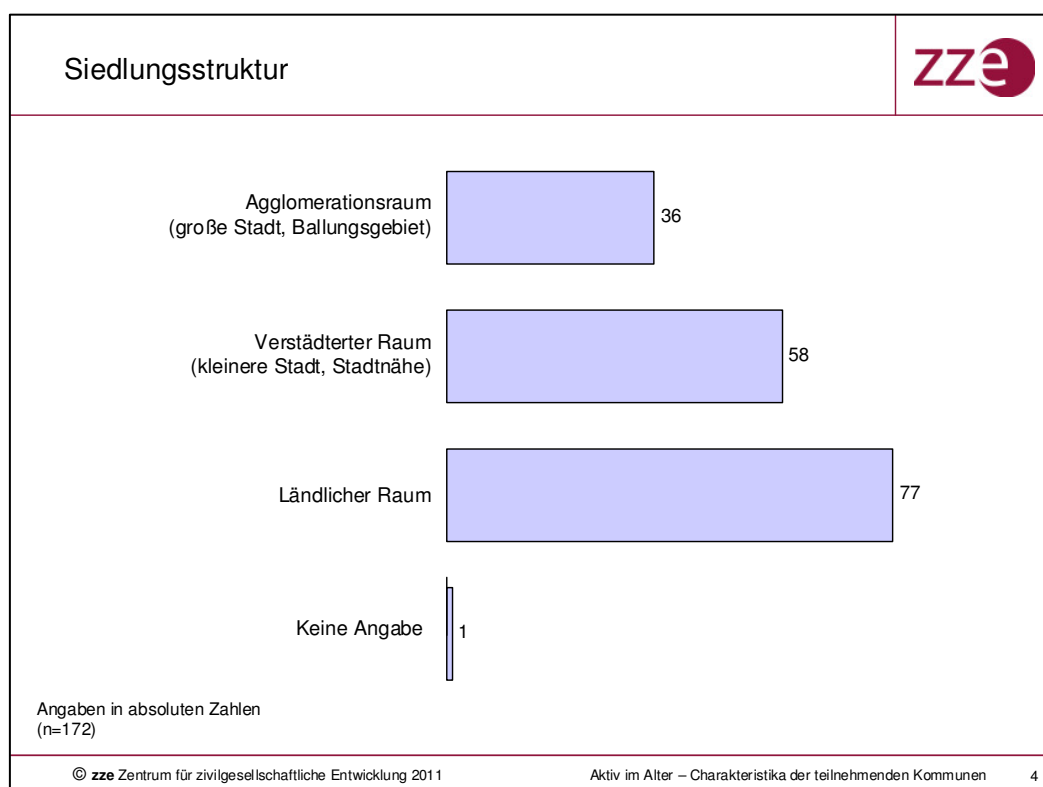 Siedlungsstruktur
zze
Agglomerationsraum
(große Stadt, Ballungsgebiet)
36
Verstädterter Raum
(kleinere Stadt, Stadtnähe)
58
Ländlicher Raum
77
Keine Angabe
1
Angaben in absoluten Zahlen
(n=172)
© zze Zentrum für zivilgesellschaftliche Entwicklung 2011
Aktiv im Alter – Charakteristika der teilnehmenden Kommunen
4